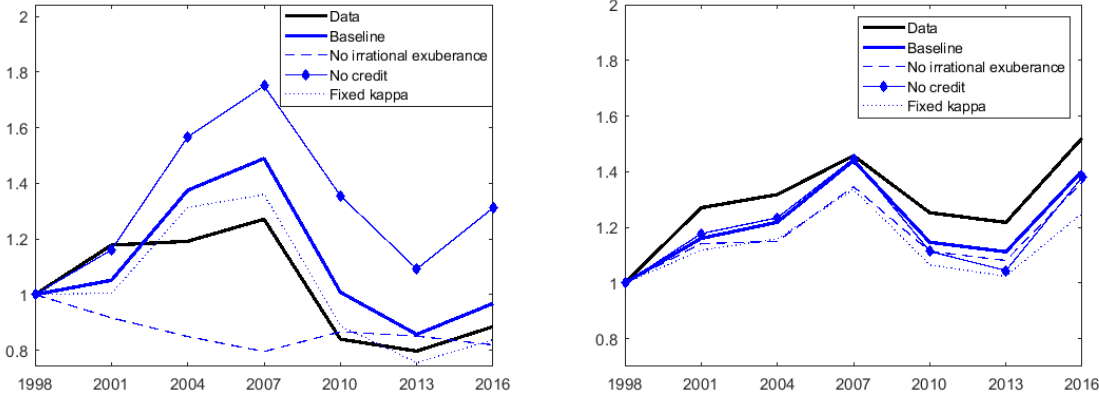 2
1.8
1.6
1.4
1.2
1
0.8
1998 2001 2004 2007 2010 2013 2016
Data
Baseline
No irrational exuberance
No credit
Fixed kappa
2
1.8
1.6
1.4
1.2
1
0.8
1998 2001 2004 2007 2010 2013 2016
Data
Baseline
No irrational exuberance
No credit
Fixed kappa